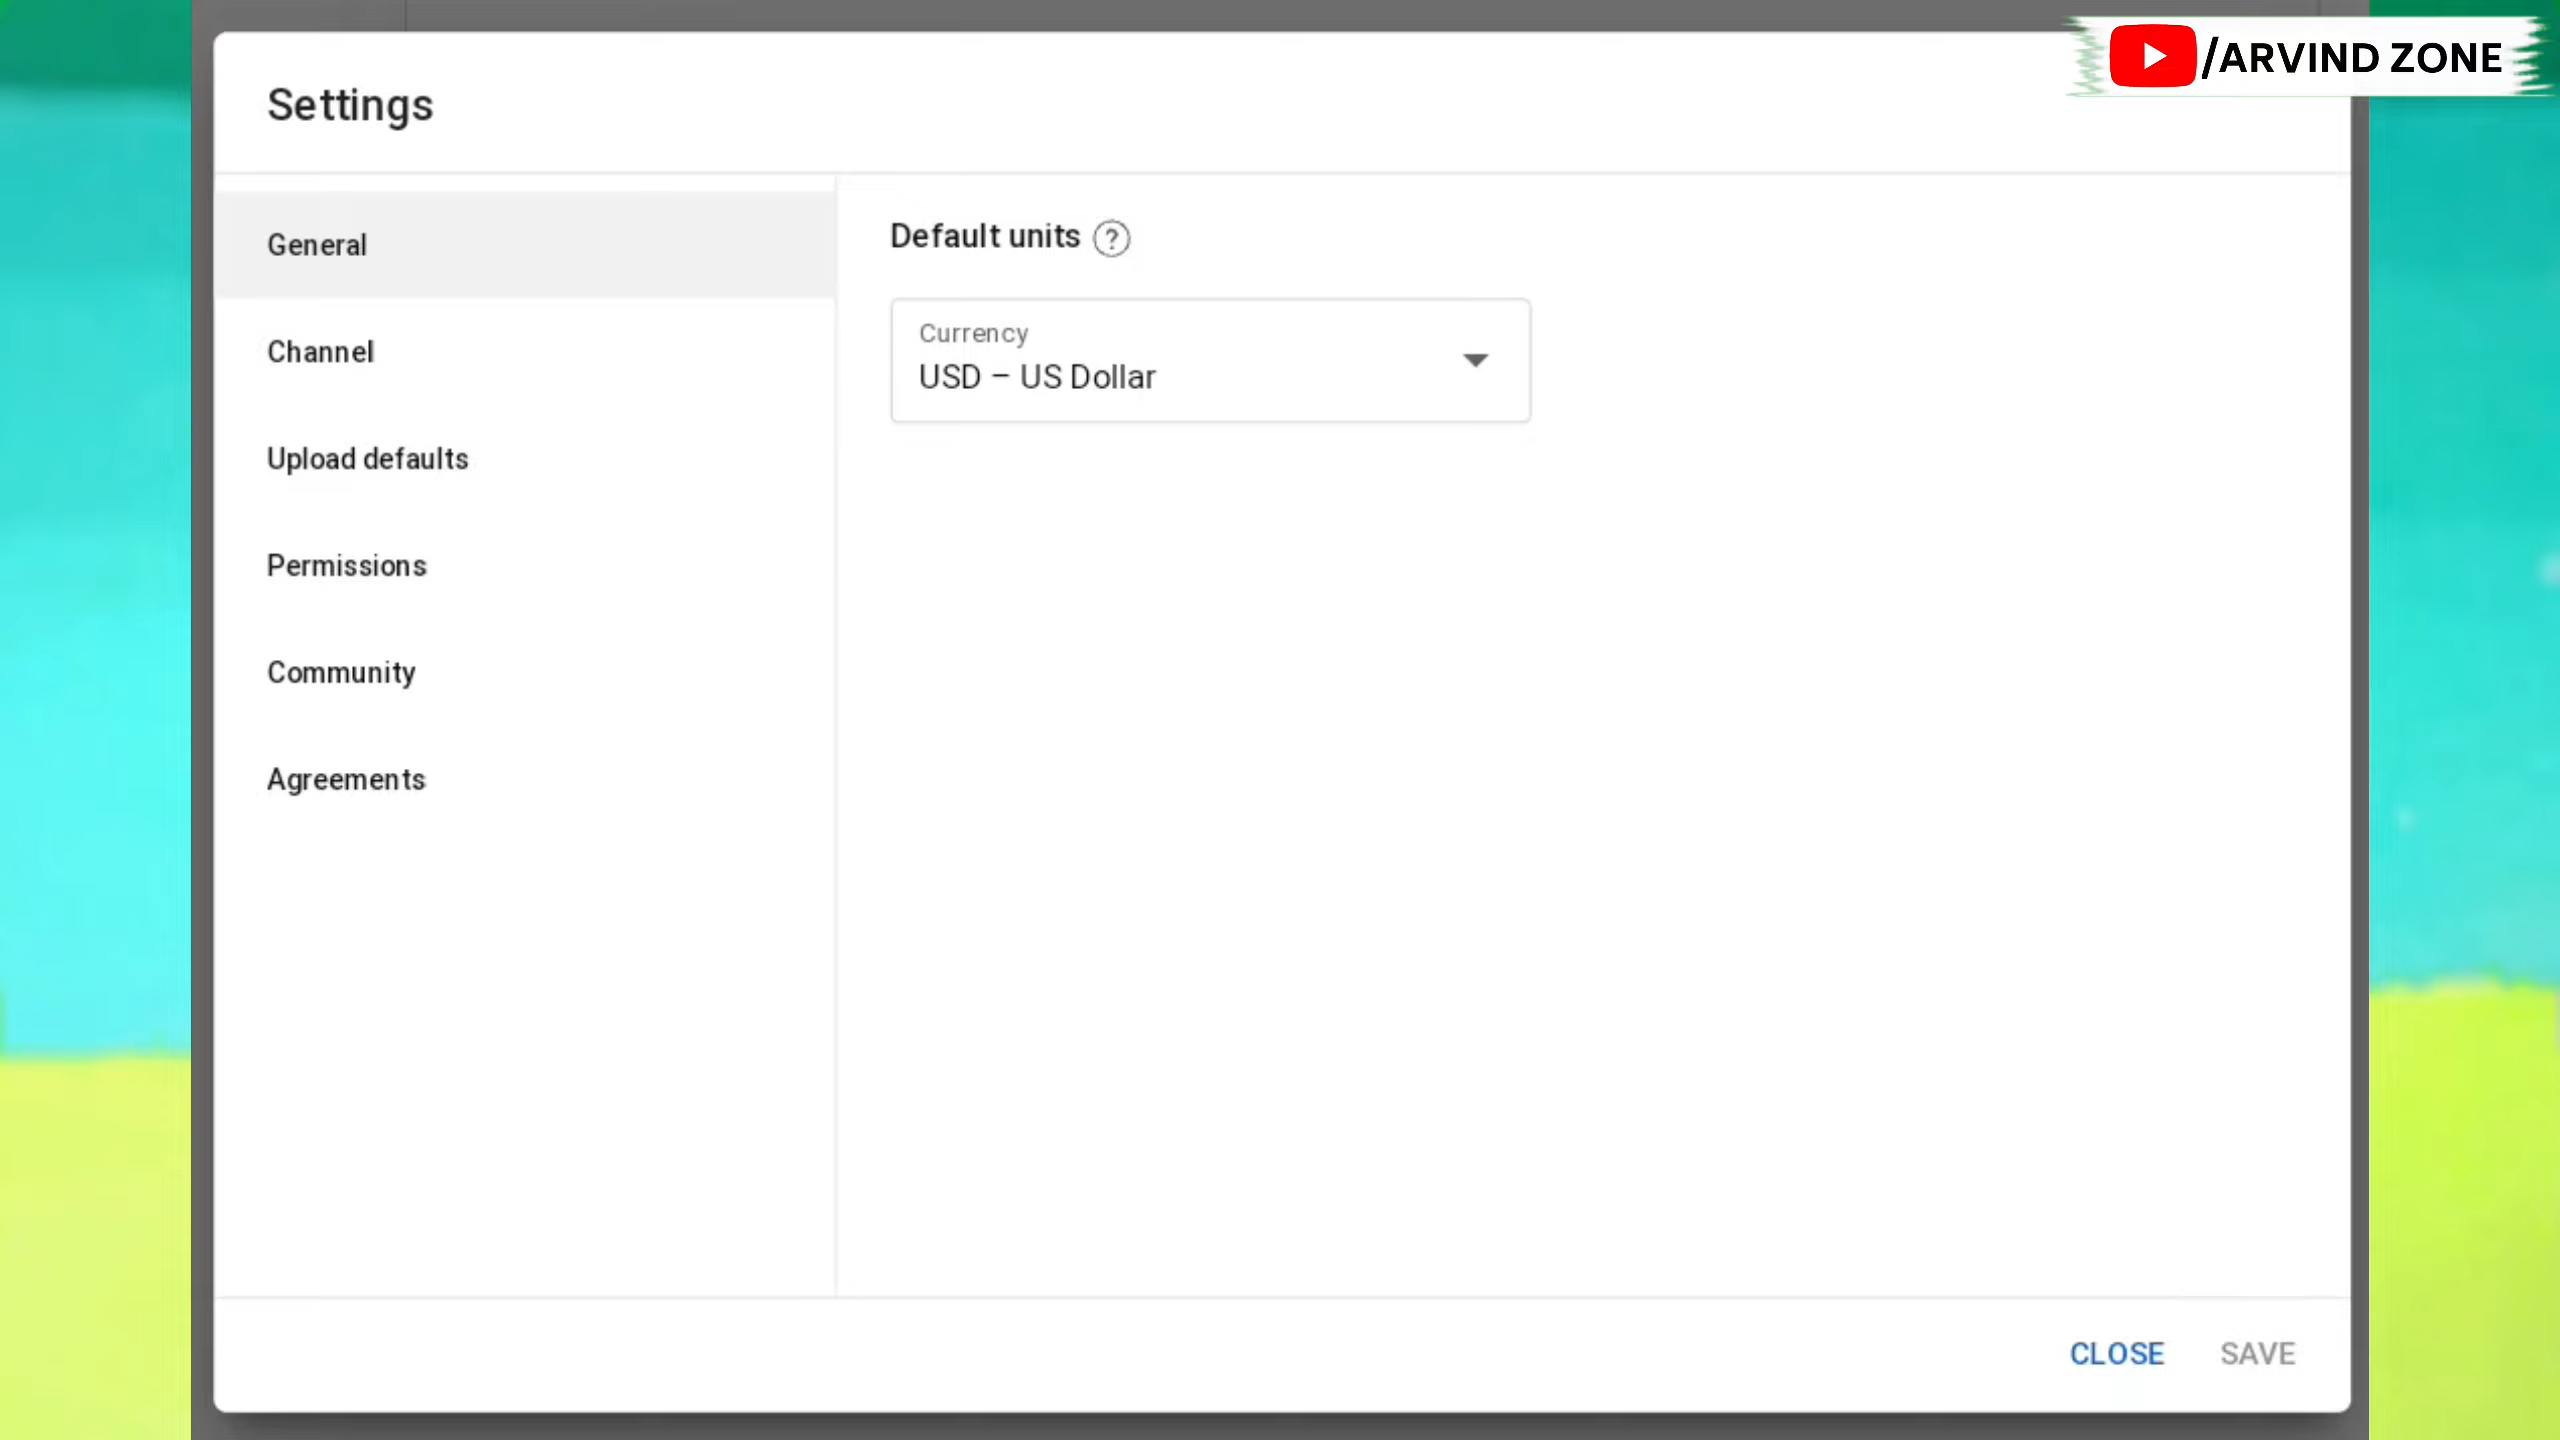 /ARVIND ZONE
Settings
General
Channel
Upload defaults
Permissions
Community
Agreements
Default units ?
Currency
USD – US Dollar
CLOSE SAVE